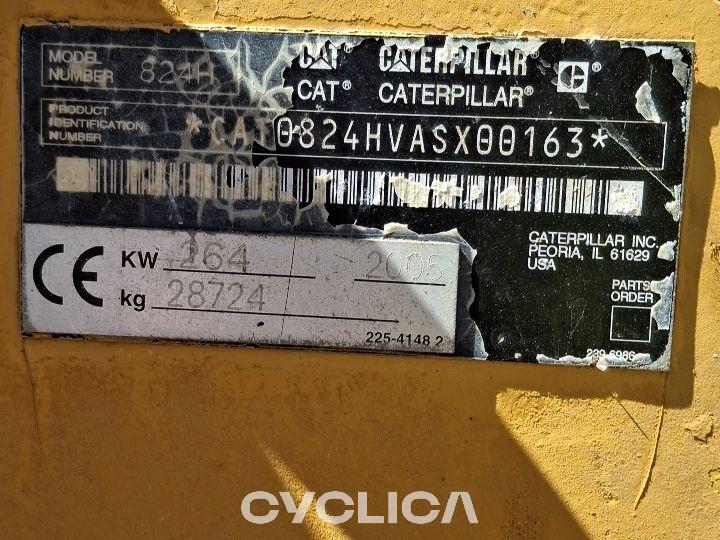 MODEL NUMBER 824H
CAT CATERPILLAR
CAT® CATERPILLAR®
C ®
PRODUCT IDENTIFICATION NUMBER *CAT0824HVASX00163*
CE
KW 264 2005
kg 28724
225-4148 2
CATERPILLAR INC.
PEORIA, IL 61629
USA
PARTS ORDER
239-6986
CYCLICA